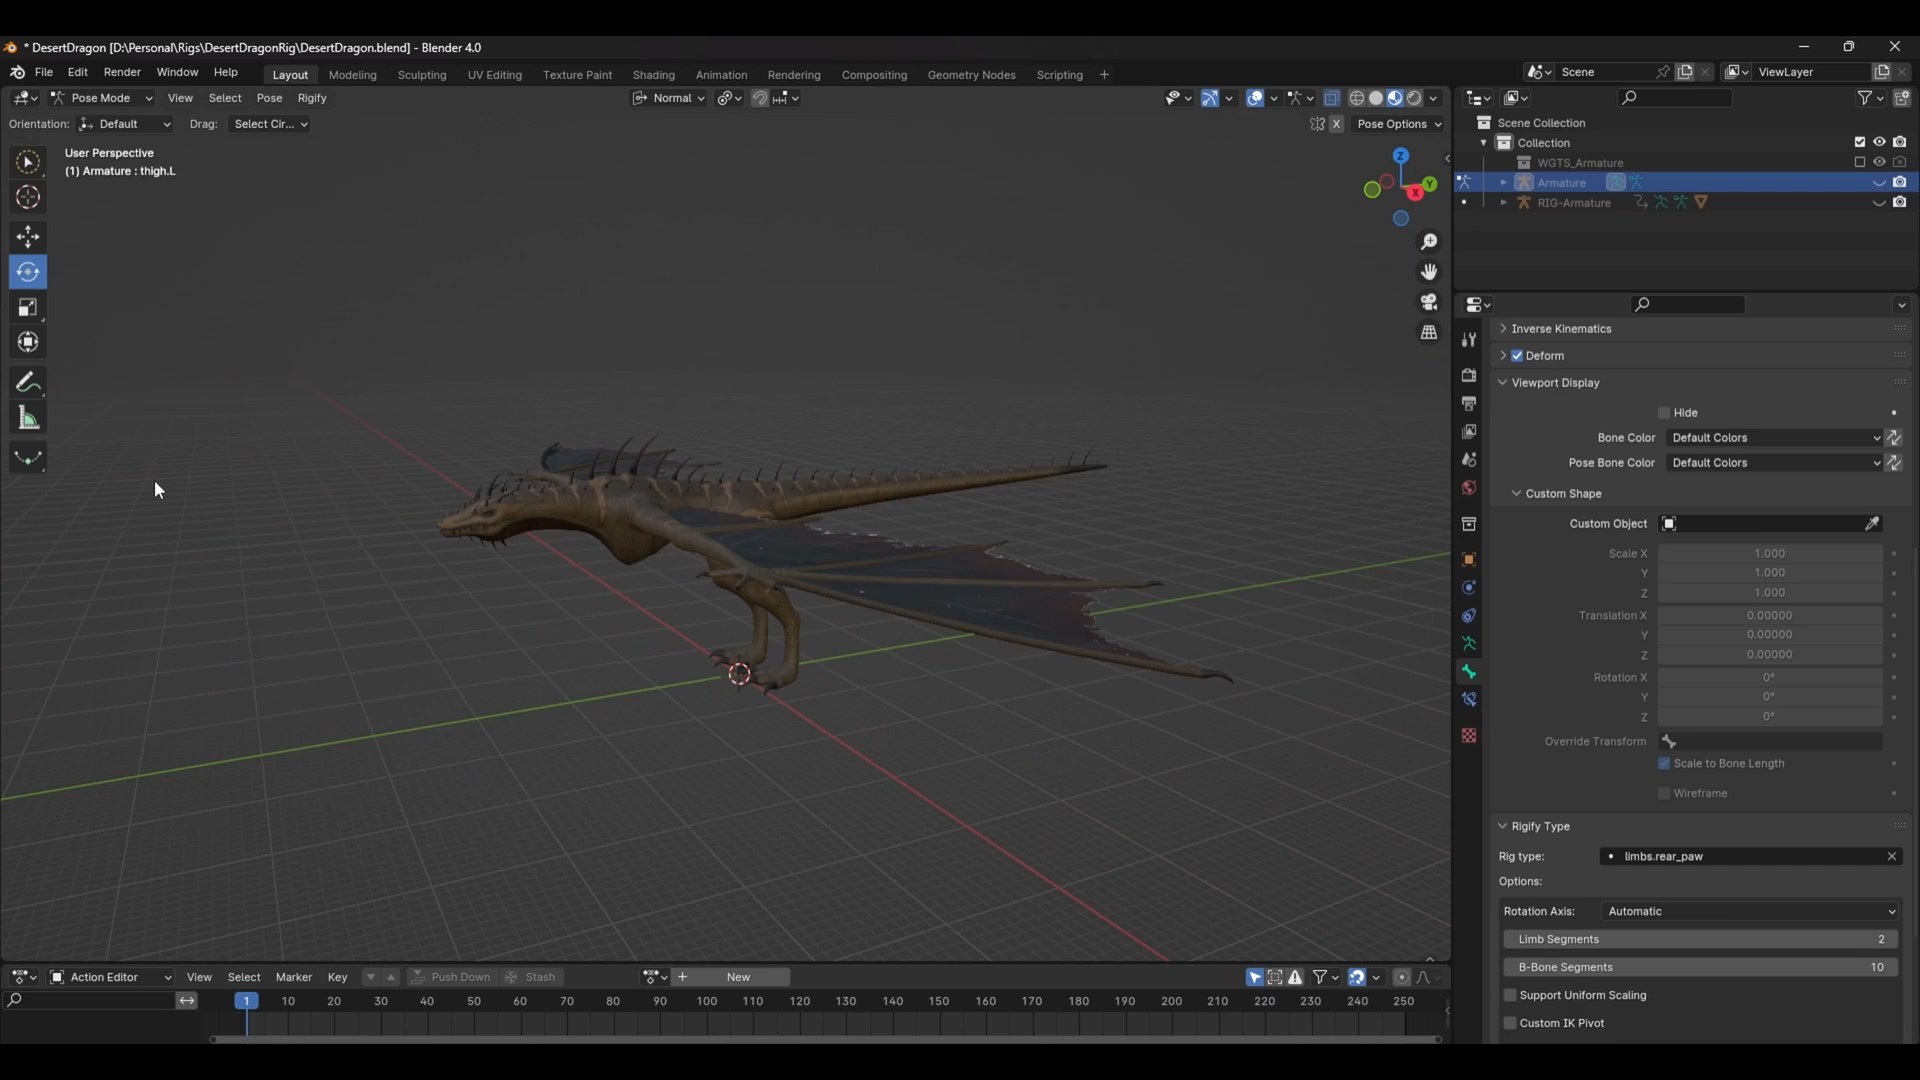 * DesertDragon [D:\Personal\Rigs\DesertDragonRig\DesertDragon.blend] - Blender 4.0
File Edit Render Window Help Layout Modeling Sculpting UV Editing Texture Paint Shading Animation Rendering Compositing Geometry Nodes Scripting + Scene ViewLayer
Pose Mode View Select Pose Rigify Normal
Orientation: Default Drag: Select Cir... X Pose Options
User Perspective
(1) Armature : thigh.L
Z
Y
X
Scene Collection
Collection
WGTS_Armature
Armature
RIG-Armature
Inverse Kinematics
Deform
Viewport Display
Hide
Bone Color Default Colors
Pose Bone Color Default Colors
Custom Shape
Custom Object
Scale X 1.000
Y 1.000
Z 1.000
Translation X 0.00000
Y 0.00000
Z 0.00000
Rotation X 0°
Y 0°
Z 0°
Override Transform
Scale to Bone Length
Wireframe
Rigify Type
Rig type: limbs.rear_paw
Options:
Rotation Axis: Automatic
Limb Segments 2
B-Bone Segments 10
Support Uniform Scaling
Custom IK Pivot
Action Editor View Select Marker Key Push Down Stash + New
1 10 20 30 40 50 60 70 80 90 100 110 120 130 140 150 160 170 180 190 200 210 220 230 240 250